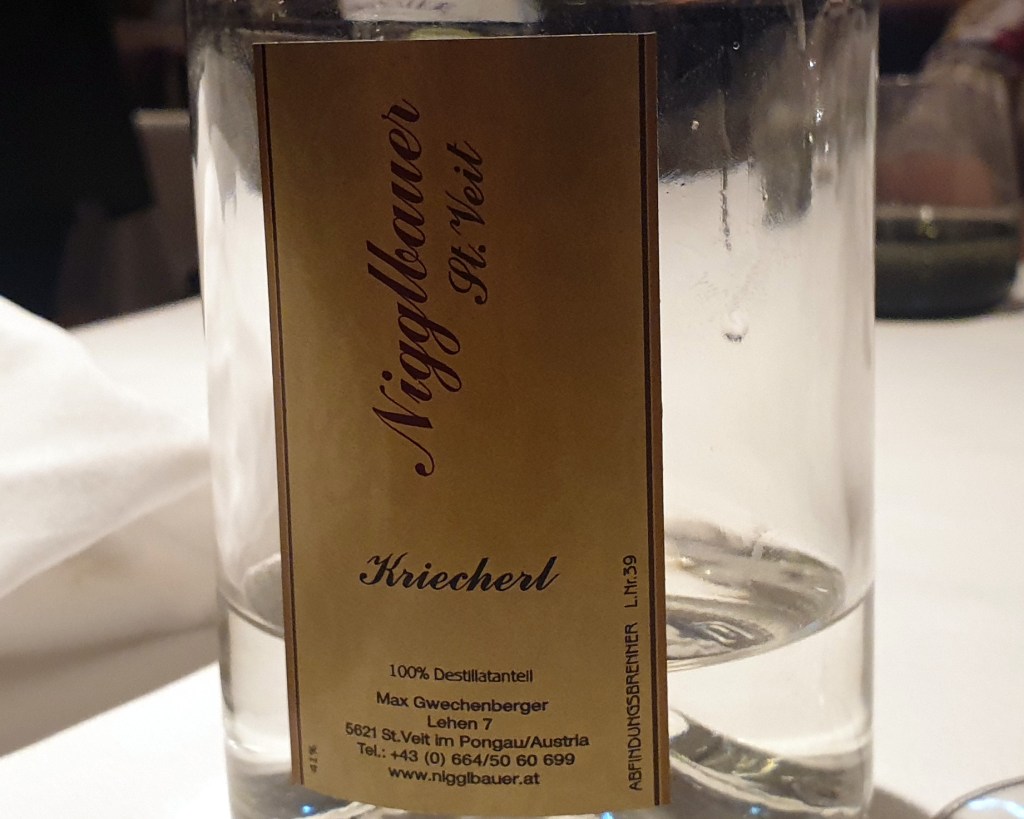 Nigglbauer
St. Veit
Kriecherl
100% Destillatanteil
Max Gwechenberger
Lehen 7
5621 St.Veit im Pongau/Austria
Tel.: +43 (0) 664/50 60 699
www.nigglbauer.at
41%
ABFINDUNGSBRENNER L.Nr.39